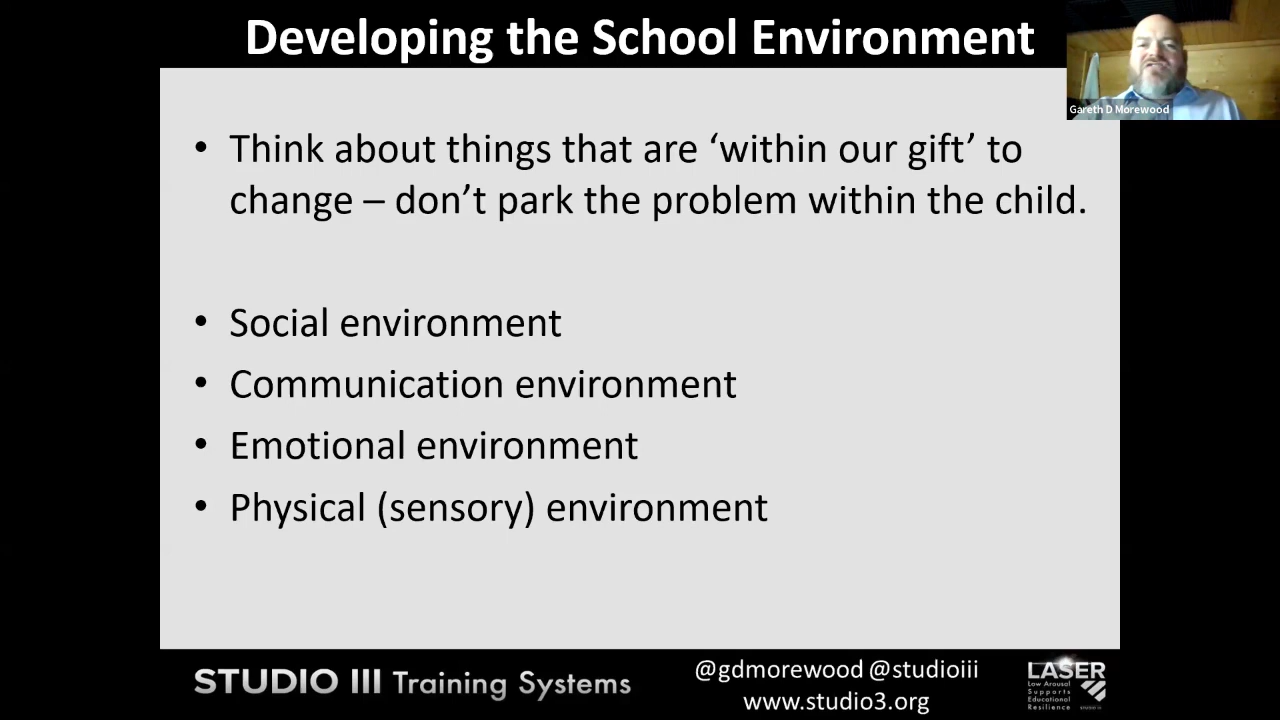 Developing the School Environment
Gareth D Morewood
• Think about things that are ‘within our gift’ to
change – don’t park the problem within the child.
• Social environment
• Communication environment
• Emotional environment
• Physical (sensory) environment
STUDIO III Training Systems
@gdmorewood @studioiii
www.studio3.org
LASER
Low Arousal
Supports
Educational
Resilience
STUDIO III